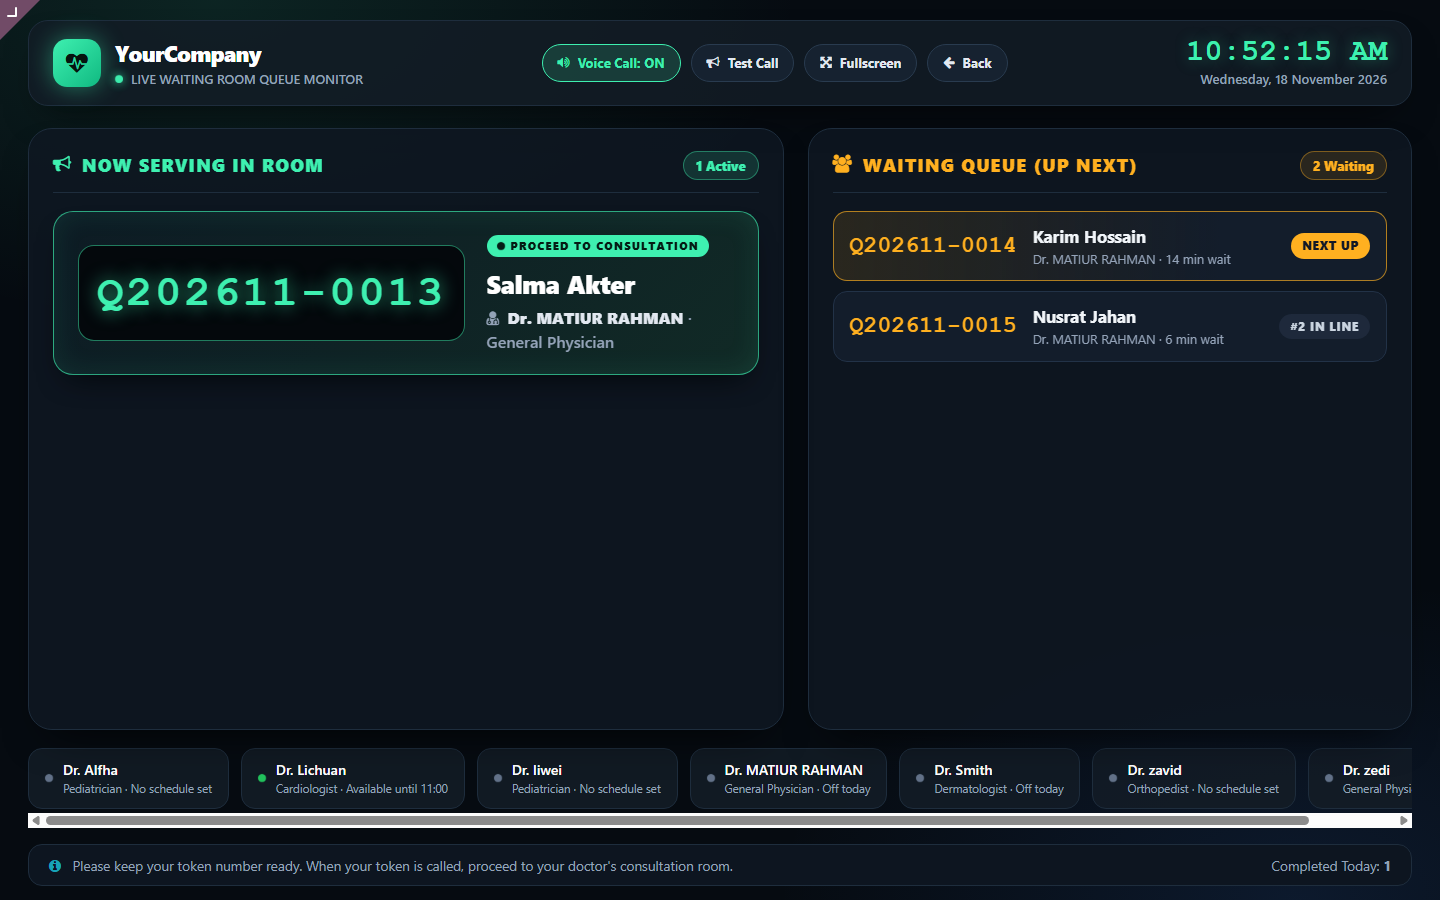 YourCompany
LIVE WAITING ROOM QUEUE MONITOR
Voice Call: ON
Test Call
Fullscreen
Back
10:52:15 AM
Wednesday, 18 November 2026
NOW SERVING IN ROOM
1 Active
Q202611-0013
PROCEED TO CONSULTATION
Salma Akter
Dr. MATIUR RAHMAN ·
General Physician
WAITING QUEUE (UP NEXT)
2 Waiting
Q202611-0014
Karim Hossain
Dr. MATIUR RAHMAN · 14 min wait
NEXT UP
Q202611-0015
Nusrat Jahan
Dr. MATIUR RAHMAN · 6 min wait
#2 IN LINE
Dr. Alfha
Pediatrician · No schedule set
Dr. Lichuan
Cardiologist · Available until 11:00
Dr. liwei
Pediatrician · No schedule set
Dr. MATIUR RAHMAN
General Physician · Off today
Dr. Smith
Dermatologist · Off today
Dr. zavid
Orthopedist · No schedule set
Dr. zedi
General Physi
Please keep your token number ready. When your token is called, proceed to your doctor's consultation room.
Completed Today: 1